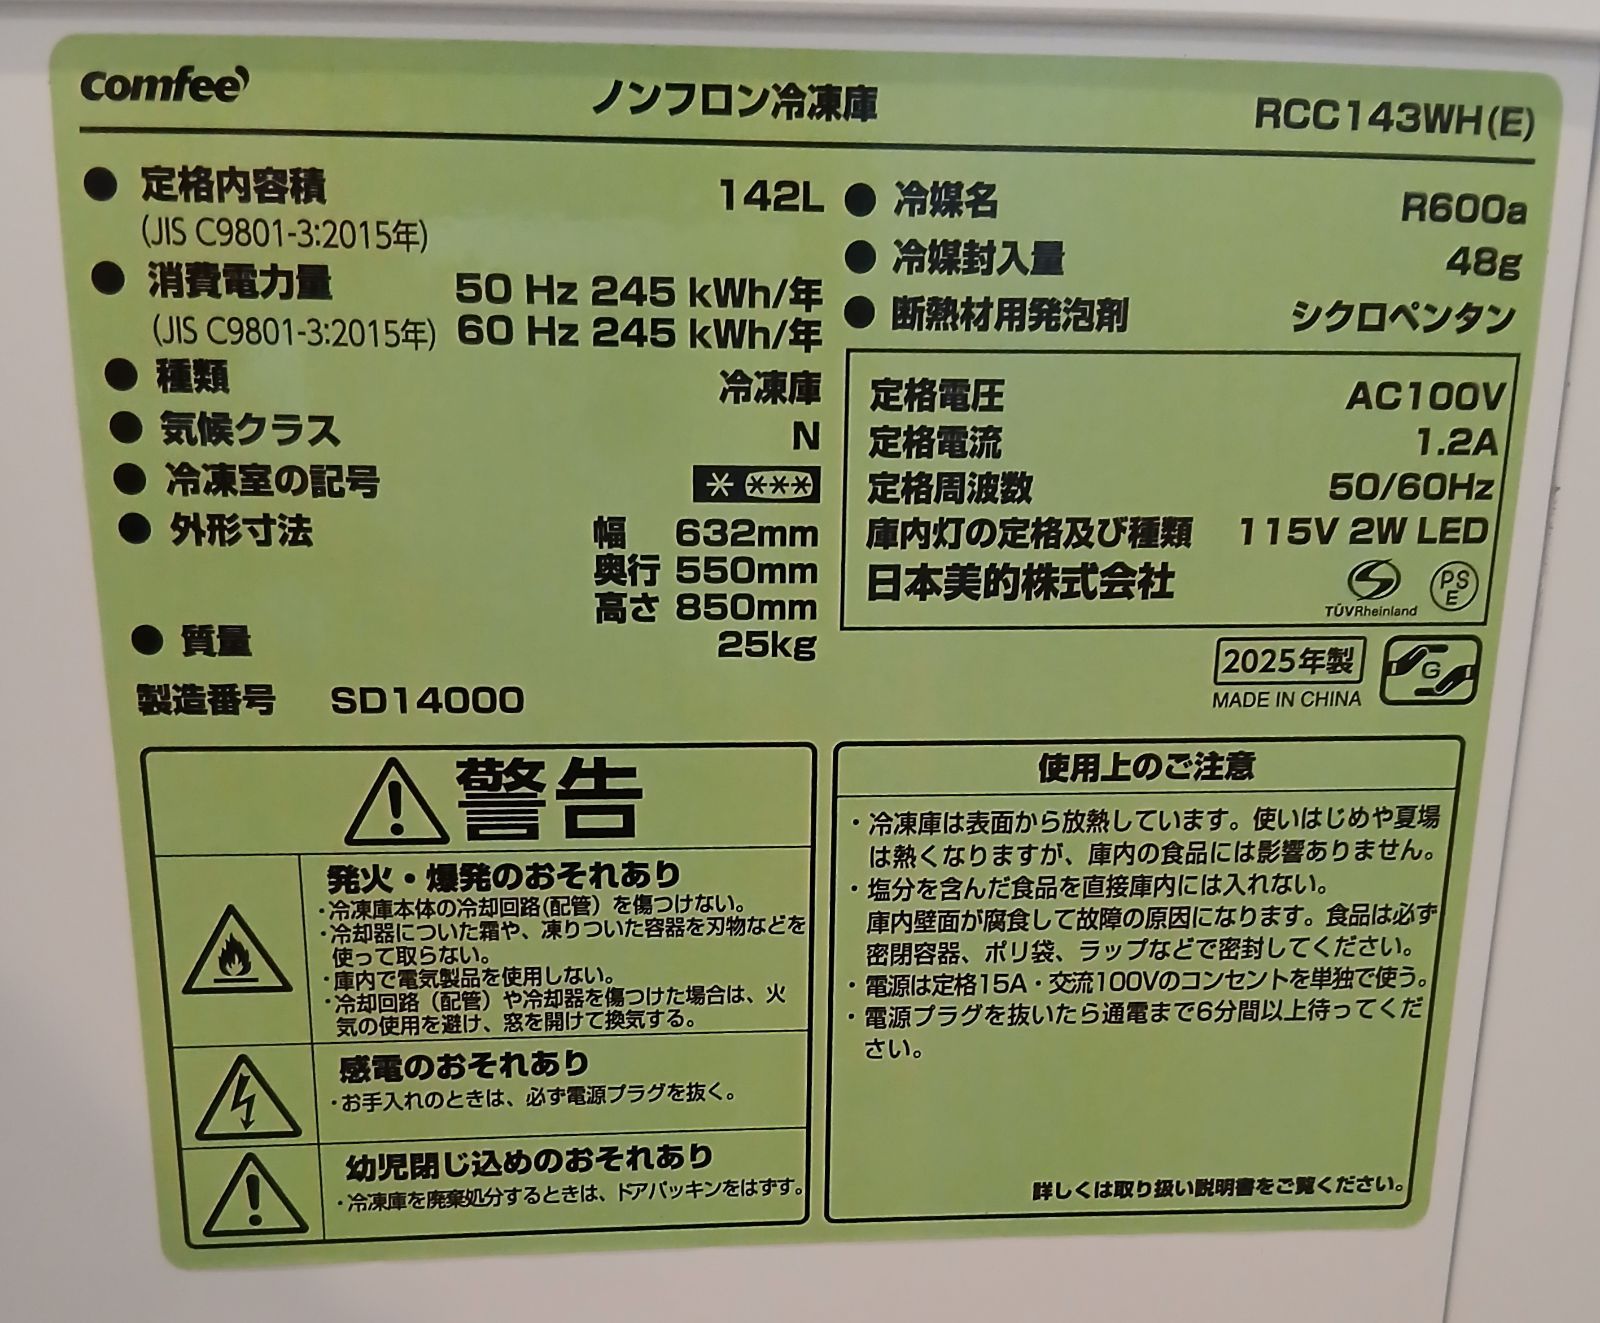 comfee'
ノンフロン冷凍庫
RCC143WH(E)
● 定格内容積 142L
(JIS C9801-3:2015年)
● 消費電力量 50 Hz 245 kWh/年
(JIS C9801-3:2015年) 60 Hz 245 kWh/年
● 種類 冷凍庫
● 気候クラス N
● 冷凍室の記号 * ***
● 外形寸法 幅 632mm
奥行 550mm
高さ 850mm
● 質量 25kg
製造番号 SD14000
● 冷媒名 R600a
● 冷媒封入量 48g
● 断熱材用発泡剤 シクロペンタン
定格電圧 AC100V
定格電流 1.2A
定格周波数 50/60Hz
庫内灯の定格及び種類 115V 2W LED
日本美的株式会社
TÜVRheinland
PS
E
2025年製
MADE IN CHINA
G
警告
発火・爆発のおそれあり
・冷凍庫本体の冷却回路(配管）を傷つけない。
・冷却器についた霜や、凍りついた容器を刃物などを
使って取らない。
・庫内で電気製品を使用しない。
・冷却回路（配管）や冷却器を傷つけた場合は、火
気の使用を避け、窓を開けて換気する。
感電のおそれあり
・お手入れのときは、必ず電源プラグを抜く。
幼児閉じ込めのおそれあり
・冷凍庫を廃棄処分するときは、ドアパッキンをはずす。
使用上のご注意
・冷凍庫は表面から放熱しています。使いはじめや夏場
は熱くなりますが、庫内の食品には影響ありません。
・塩分を含んだ食品を直接庫内には入れない。
庫内壁面が腐食して故障の原因になります。食品は必ず
密閉容器、ポリ袋、ラップなどで密封してください。
・電源は定格15A・交流100Vのコンセントを単独で使う。
・電源プラグを抜いたら通電まで6分間以上待ってくだ
さい。
詳しくは取り扱い説明書をご覧ください。